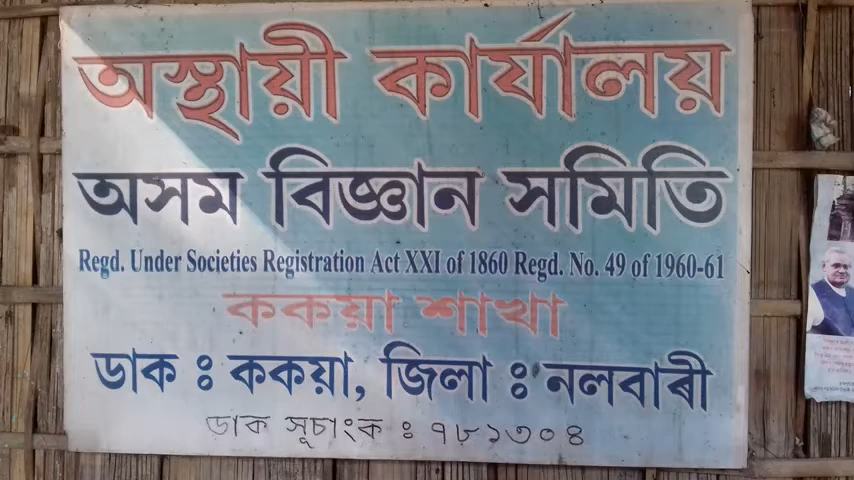 অস্থায়ী কাৰ্যালয়
অসম বিজ্ঞান সমিতি
Regd. Under Societies Registration Act XXI of 1860 Regd. No. 49 of 1960-61
ককয়া শাখা
ডাক : ককয়া, জিলা : নলবাৰী
ডাক সূচাংক : ৭৮১৩০৪